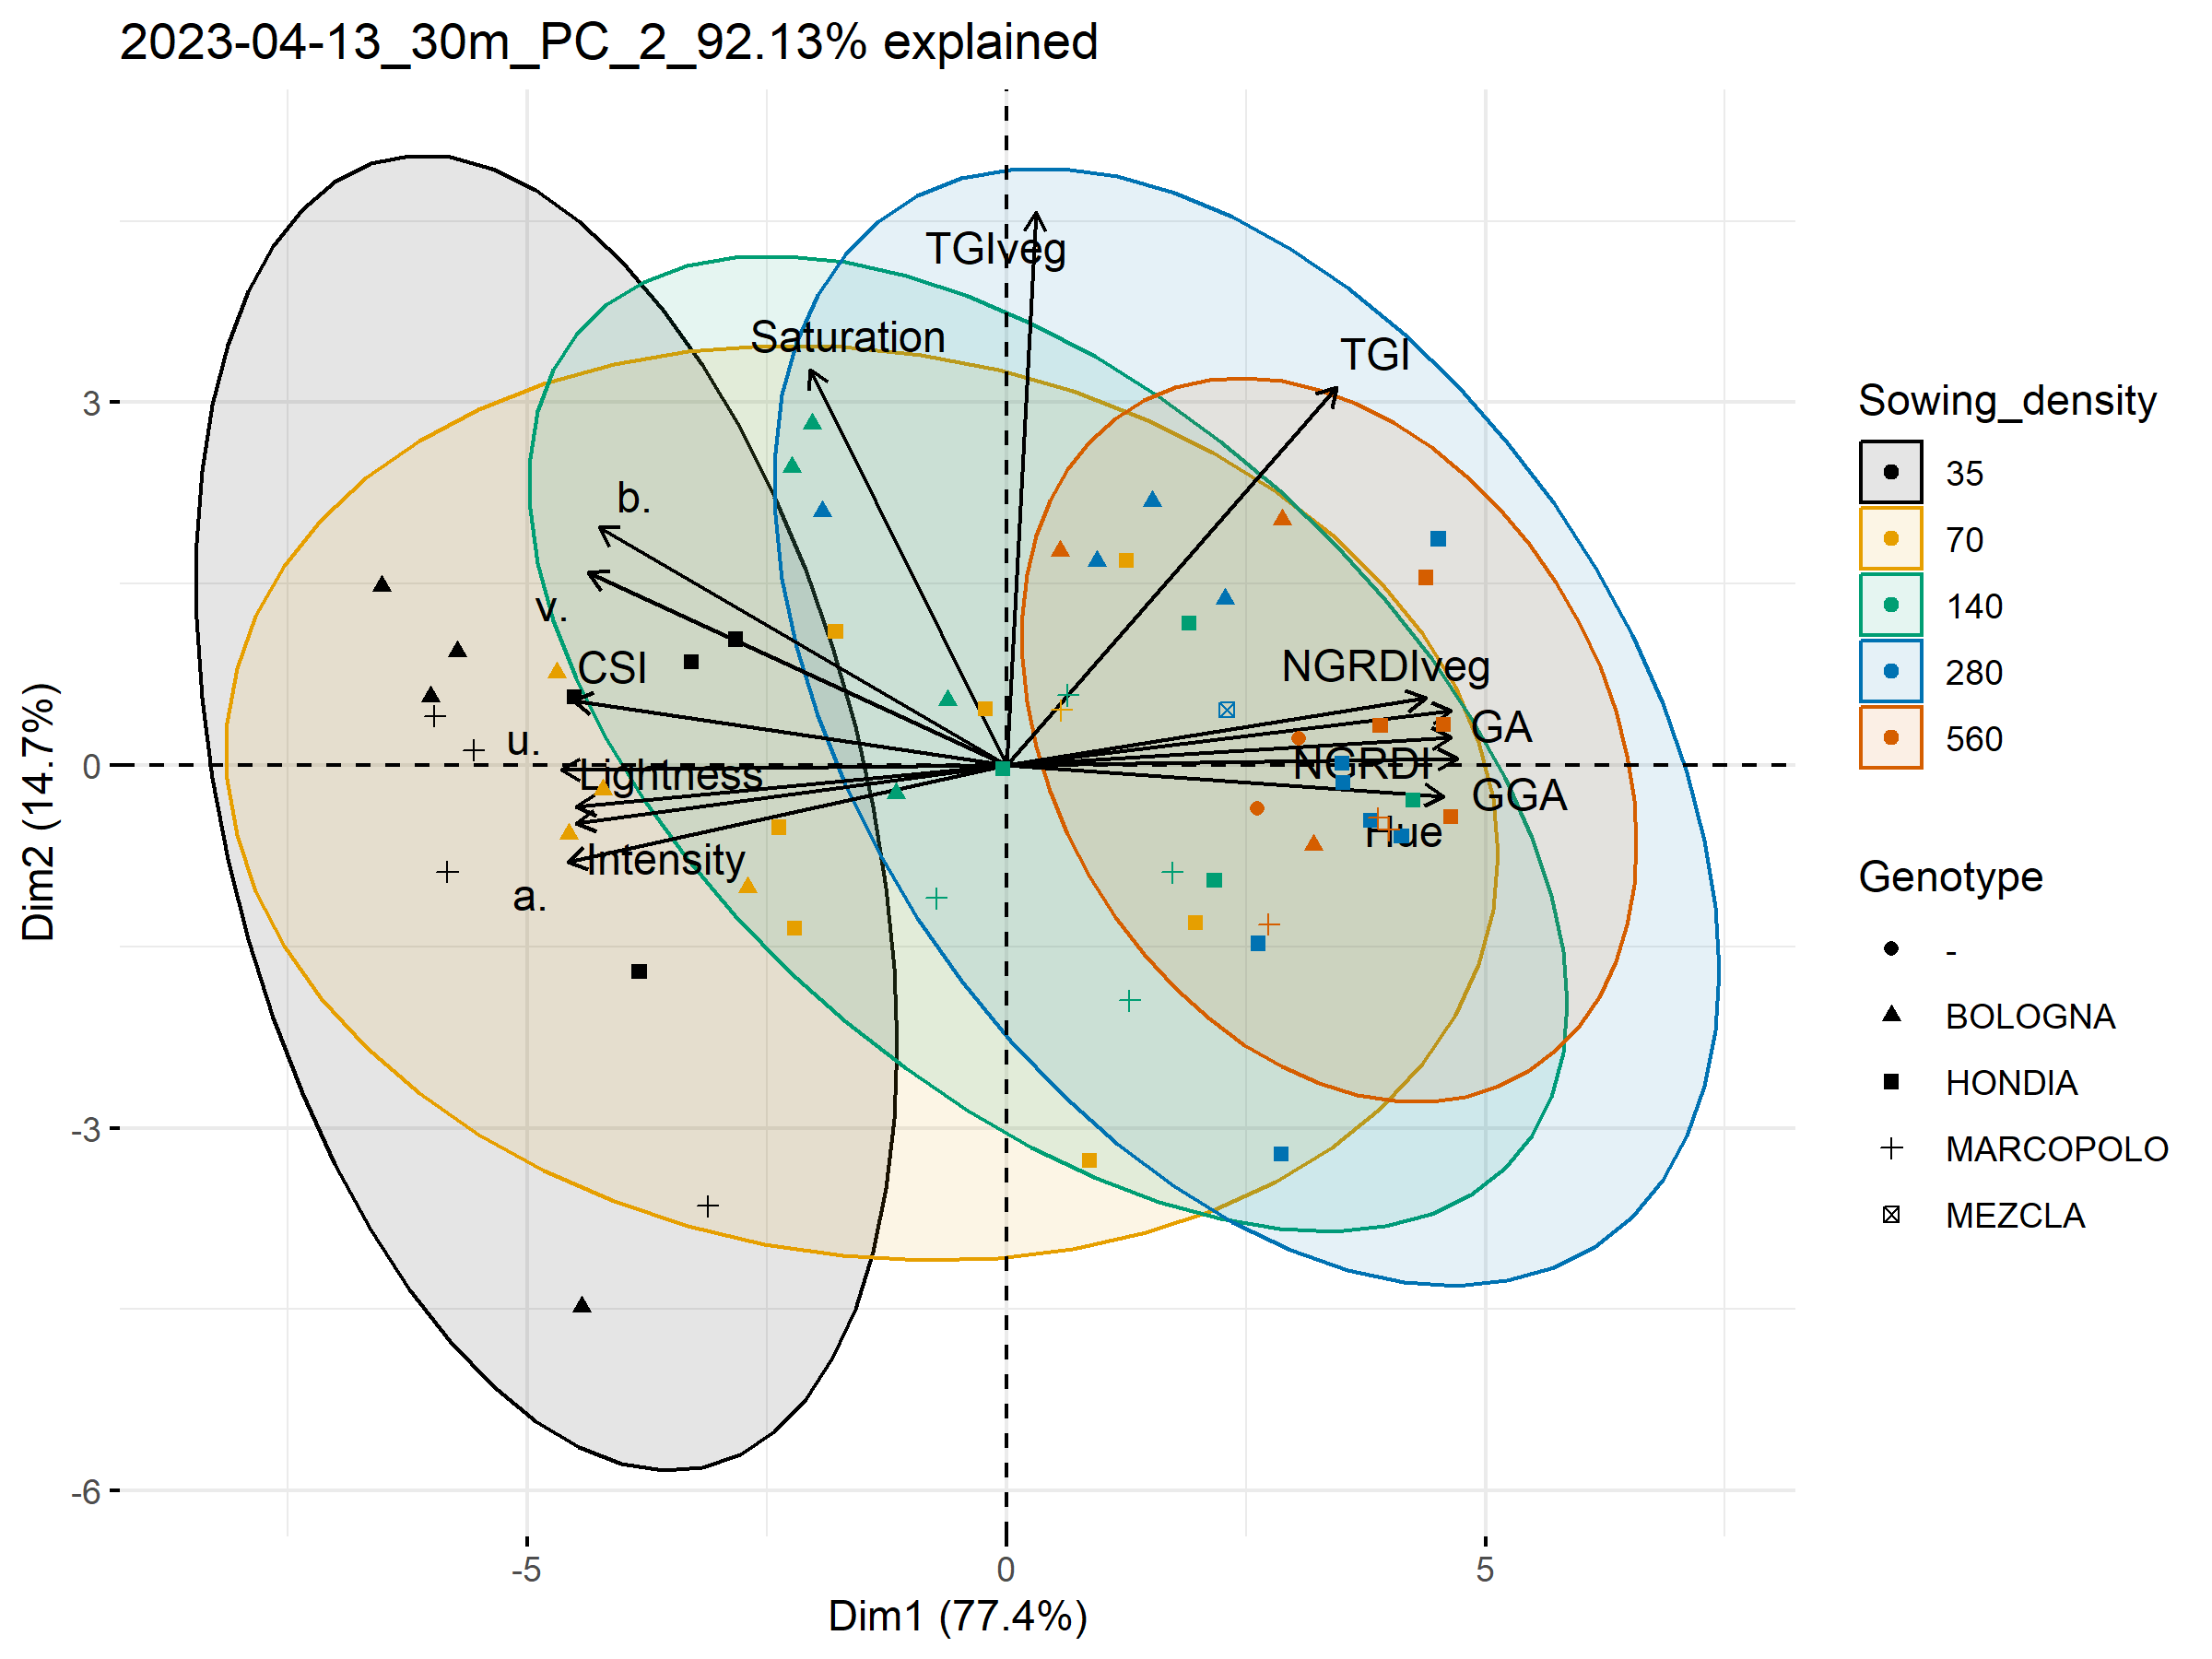 2023-04-13_30m_PC_2_92.13% explained
TGIveg
Saturation
TGI
b.
v.
CSI
NGRDIveg
u.
GA
Lightness
NGRDI
GGA
Hue
Intensity
a.
3
0
-3
-6
-5
0
5
Dim1 (77.4%)
Dim2 (14.7%)
Sowing_density
35
70
140
280
560
Genotype
-
BOLOGNA
HONDIA
MARCOPOLO
MEZCLA